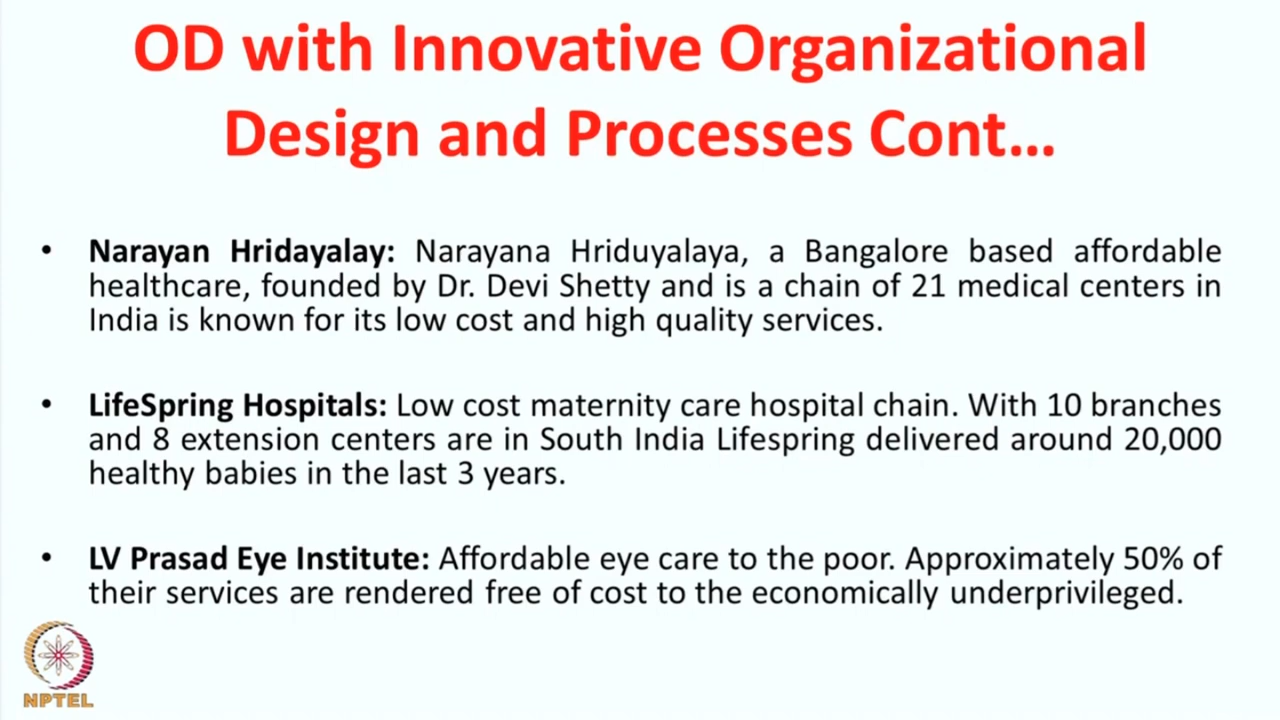 OD with Innovative Organizational
Design and Processes Cont...
• Narayan Hridayalay: Narayana Hriduyalaya, a Bangalore based affordable
healthcare, founded by Dr. Devi Shetty and is a chain of 21 medical centers in
India is known for its low cost and high quality services.
• LifeSpring Hospitals: Low cost maternity care hospital chain. With 10 branches
and 8 extension centers are in South India Lifespring delivered around 20,000
healthy babies in the last 3 years.
• LV Prasad Eye Institute: Affordable eye care to the poor. Approximately 50% of
their services are rendered free of cost to the economically underprivileged.
NPTEL